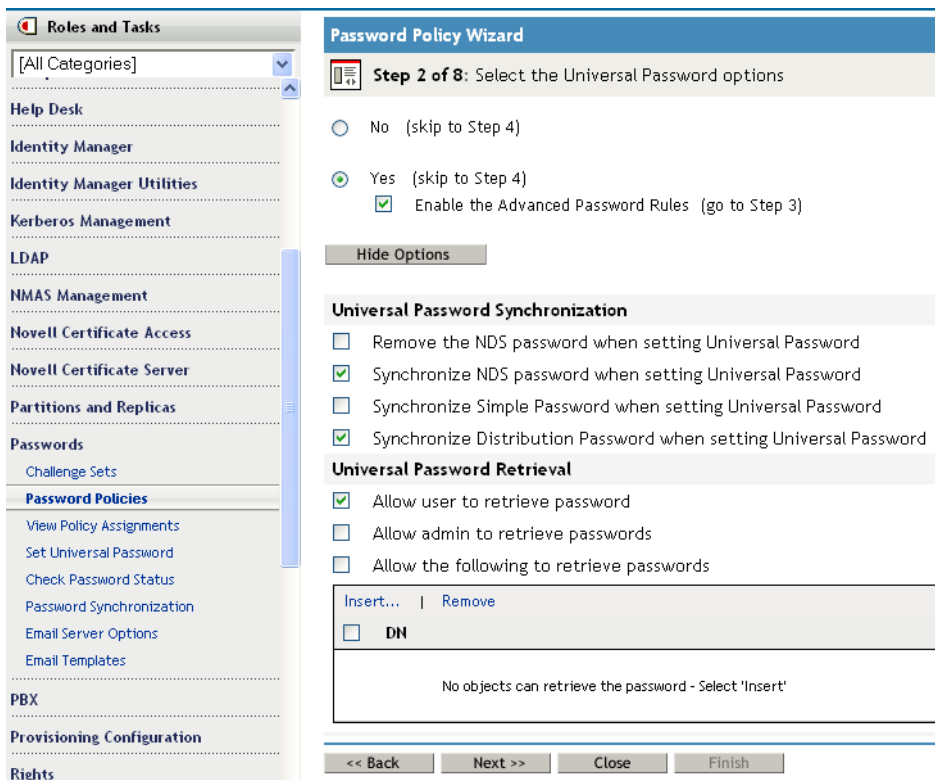 Roles and Tasks
[All Categories]
Help Desk
Identity Manager
Identity Manager Utilities
Kerberos Management
LDAP
NMAS Management
Novell Certificate Access
Novell Certificate Server
Partitions and Replicas
Passwords
Challenge Sets
Password Policies
View Policy Assignments
Set Universal Password
Check Password Status
Password Synchronization
Email Server Options
Email Templates
PBX
Provisioning Configuration
Rights
Password Policy Wizard
Step 2 of 8: Select the Universal Password options
No (skip to Step 4)
Yes (skip to Step 4)
Enable the Advanced Password Rules (go to Step 3)
Hide Options
Universal Password Synchronization
Remove the NDS password when setting Universal Password
Synchronize NDS password when setting Universal Password
Synchronize Simple Password when setting Universal Password
Synchronize Distribution Password when setting Universal Password
Universal Password Retrieval
Allow user to retrieve password
Allow admin to retrieve passwords
Allow the following to retrieve passwords
Insert... | Remove
DN
No objects can retrieve the password - Select 'Insert'
<< Back Next >> Close Finish